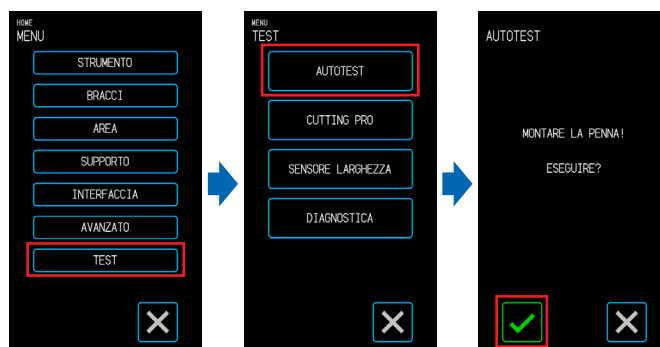 HOME
MENU
STRUMENTO
BRACCI
AREA
SUPPORTO
INTERFACCIA
AVANZATO
TEST
MENU
TEST
AUTOTEST
CUTTING PRO
SENSORE LARGHEZZA
DIAGNOSTICA
AUTOTEST
MONTARE LA PENNA!
ESEGUIRE?